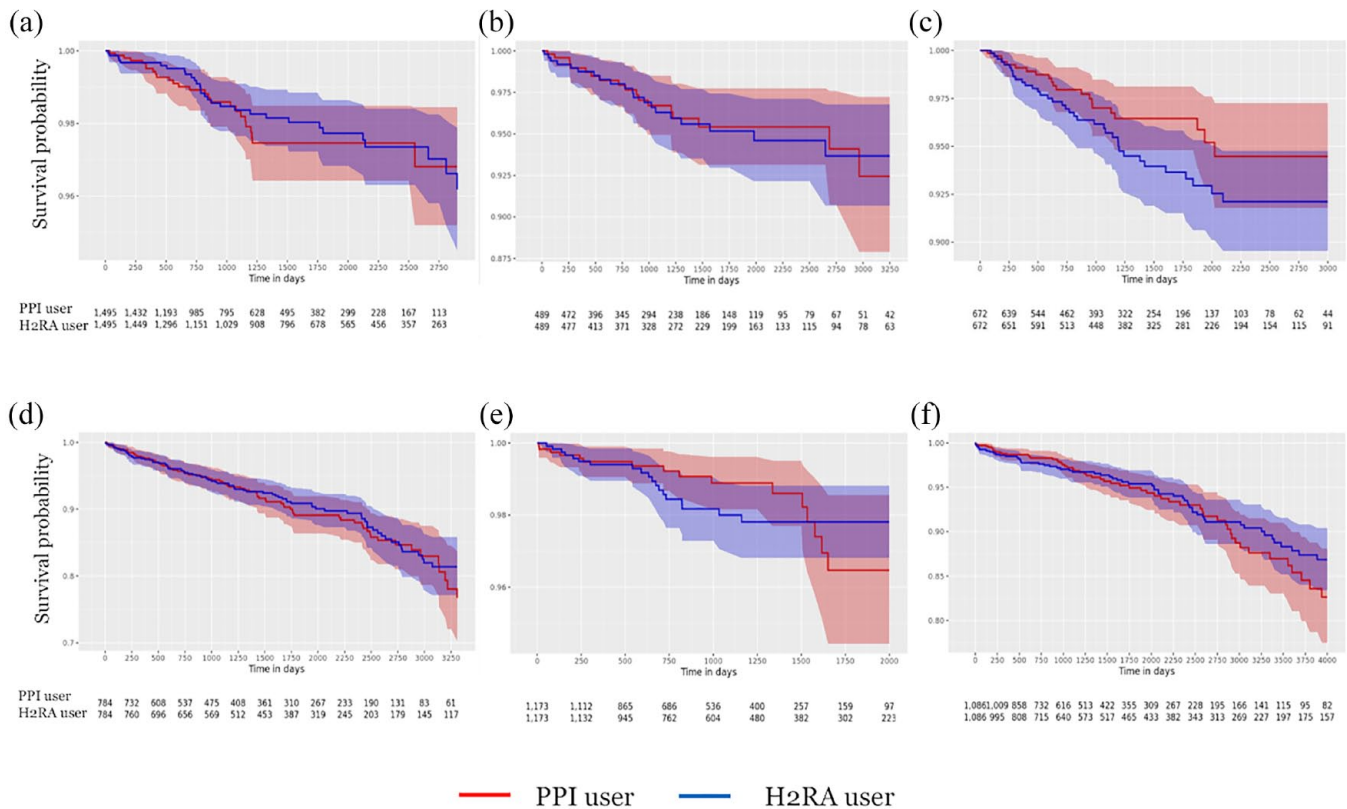 (a) (b) (c)
Survival probability
1.00 0.98 0.96
1.000 0.975 0.950 0.925 0.900 0.875
1.000 0.975 0.950 0.925 0.900
0 250 500 750 1000 1250 1500 1750 2000 2250 2500 2750
0 250 500 750 1000 1250 1500 1750 2000 2250 2500 2750 3000 3250
0 250 500 750 1000 1250 1500 1750 2000 2250 2500 2750 3000
Time in days Time in days Time in days
PPI user 1,495 1,432 1,193 985 795 628 495 382 299 228 167 113
H2RA user 1,495 1,449 1,296 1,151 1,029 908 796 678 565 456 357 263
489 472 396 345 294 238 186 148 119 95 79 67 51 42
489 477 413 371 328 272 229 199 163 133 115 94 78 63
672 639 544 462 393 322 254 196 137 103 78 62 44
672 651 591 513 448 382 325 281 226 194 154 115 91
(d) (e) (f)
Survival probability
1.0 0.9 0.8 0.7
1.00 0.98 0.96
1.00 0.95 0.90 0.85 0.80
0 250 500 750 1000 1250 1500 1750 2000 2250 2500 2750 3000 3250
0 250 500 750 1000 1250 1500 1750 2000
0 250 500 750 1000 1250 1500 1750 2000 2250 2500 2750 3000 3250 3500 3750 4000
Time in days Time in days Time in days
PPI user 784 732 608 537 475 408 361 310 267 233 190 131 83 61
H2RA user 784 760 696 656 569 512 453 387 319 245 203 179 145 117
1,173 1,112 865 686 536 400 257 159 97
1,173 1,132 945 762 604 480 382 302 223
1,086 1,009 858 732 616 513 422 355 309 267 228 195 166 141 115 95 82
1,086 995 808 715 640 573 517 465 433 382 343 313 269 227 197 175 157
PPI user H2RA user